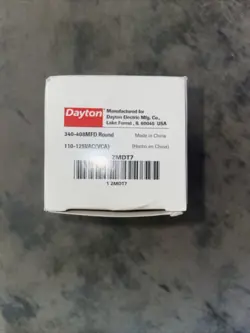 Dayton
Manufactured for
Dayton Electric Mfg. Co.,
Lake Forest, IL 60045 USA
340-408MFD Round
Made in China
110-125VAC(VCA)
(Hecho en China)
2MDT7
1 2MDT7